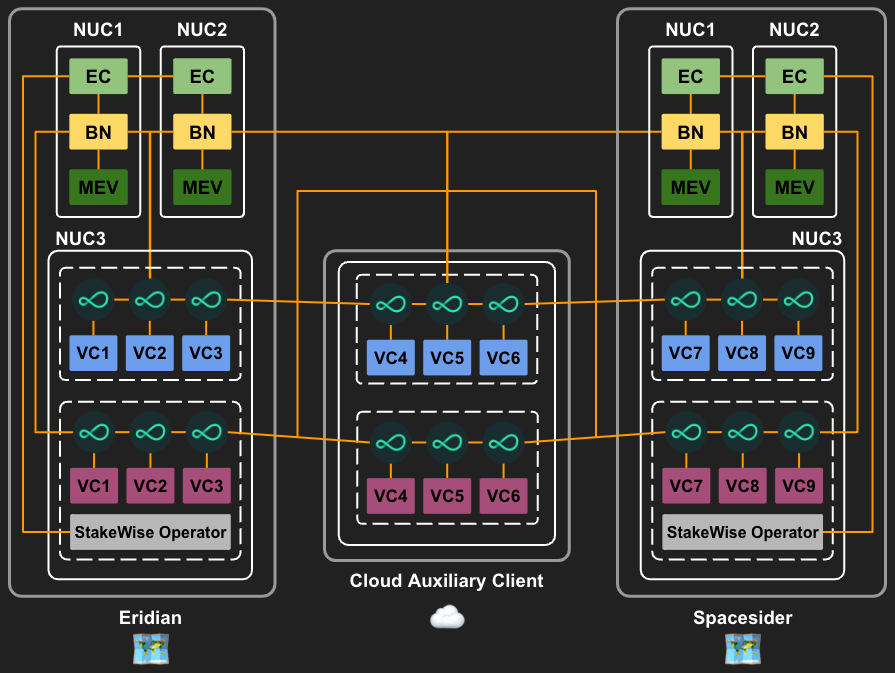 NUC1 NUC2
EC EC
BN BN
MEV MEV
NUC3
VC1 VC2 VC3
VC1 VC2 VC3
StakeWise Operator
Eridian
VC4 VC5 VC6
VC4 VC5 VC6
Cloud Auxiliary Client
NUC1 NUC2
EC EC
BN BN
MEV MEV
NUC3
VC7 VC8 VC9
VC7 VC8 VC9
StakeWise Operator
Spacesider